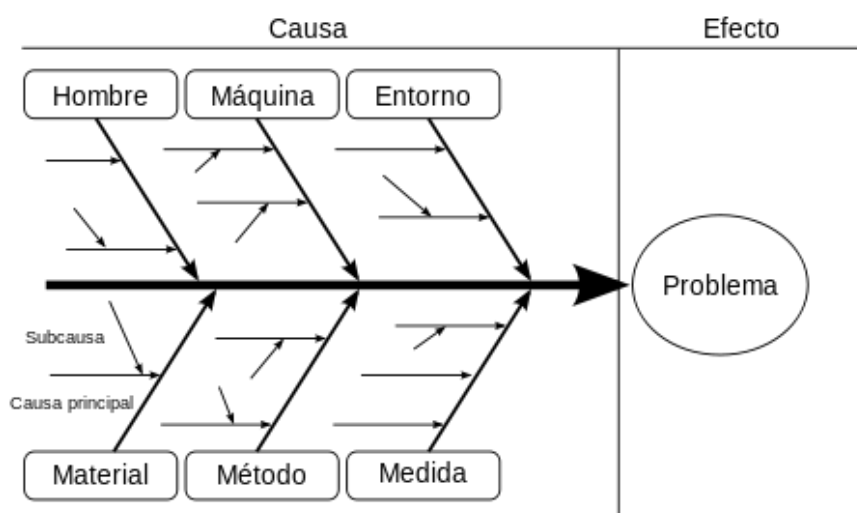 Causa
Efecto
Hombre
Máquina
Entorno
Problema
Subcausa
Causa principal
Material
Método
Medida